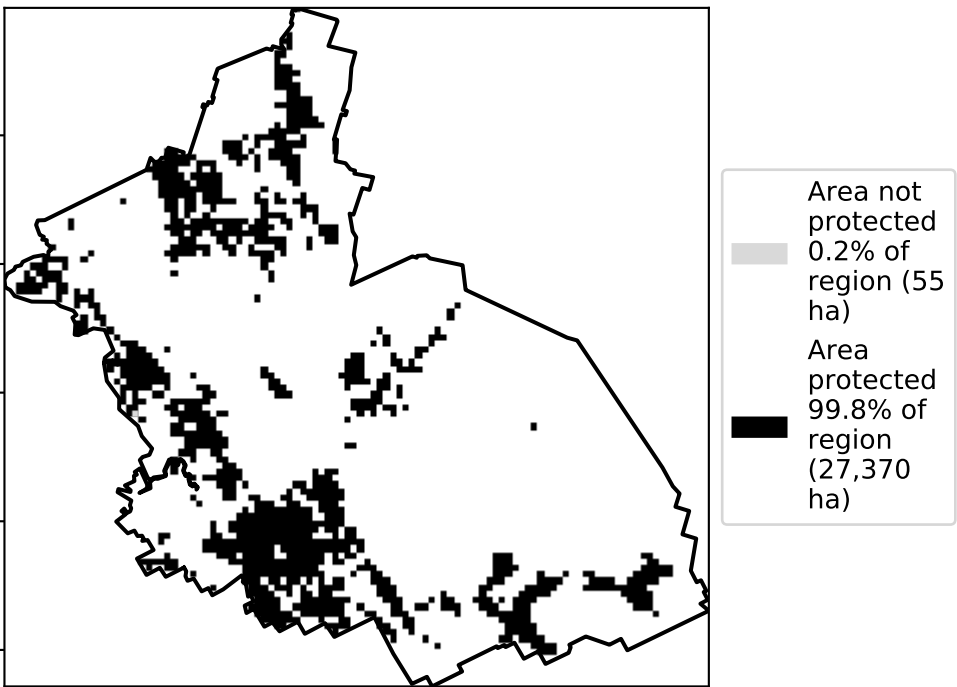 Area not
protected
0.2% of
region (55
ha)
Area
protected
99.8% of
region
(27,370
ha)